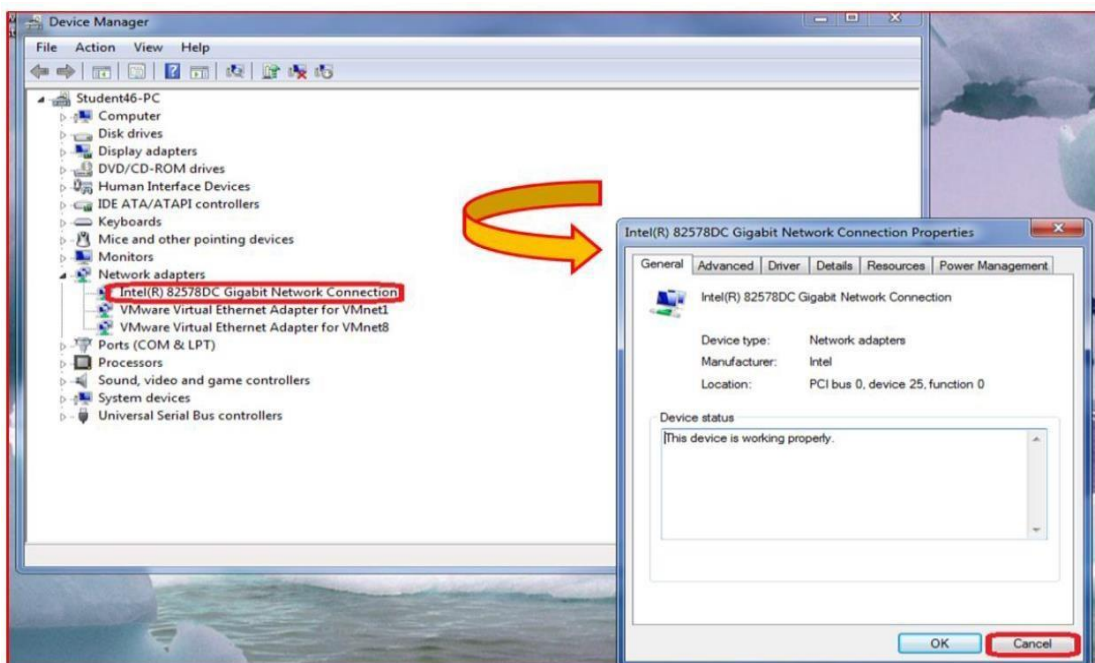 Device Manager
File Action View Help
Student46-PC
Computer
Disk drives
Display adapters
DVD/CD-ROM drives
Human Interface Devices
IDE ATA/ATAPI controllers
Keyboards
Mice and other pointing devices
Monitors
Network adapters
Intel(R) 82578DC Gigabit Network Connection
VMware Virtual Ethernet Adapter for VMnet1
VMware Virtual Ethernet Adapter for VMnet8
Ports (COM & LPT)
Processors
Sound, video and game controllers
System devices
Universal Serial Bus controllers
Intel(R) 82578DC Gigabit Network Connection Properties
General Advanced Driver Details Resources Power Management
Intel(R) 82578DC Gigabit Network Connection
Device type: Network adapters
Manufacturer: Intel
Location: PCI bus 0, device 25, function 0
Device status
This device is working properly.
OK Cancel